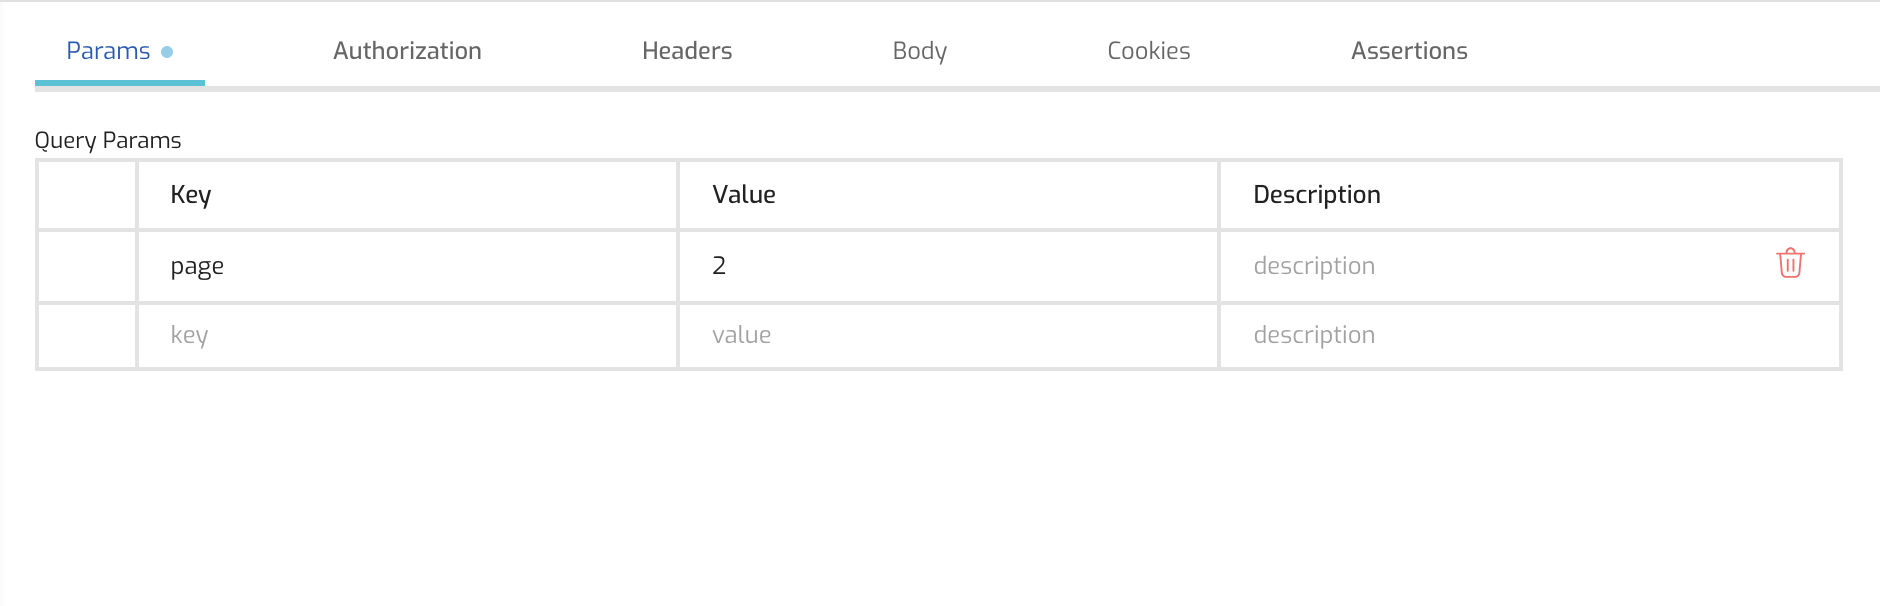 Params Authorization Headers Body Cookies Assertions
Query Params
Key Value Description
page 2 description
key value description